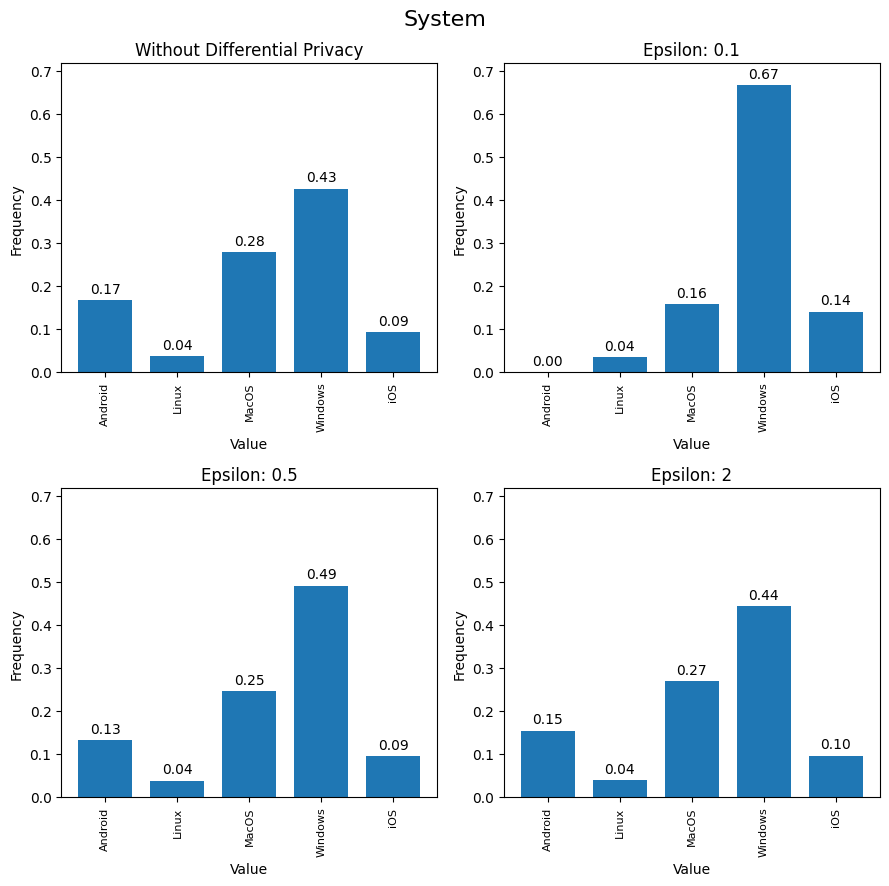 System
Without Differential Privacy
0.7
0.6
0.5
0.4
0.3
0.2
0.1
0.0
Frequency
0.17
0.04
0.28
0.43
0.09
Android
Linux
MacOS
Windows
iOS
Value
Epsilon: 0.1
0.7
0.6
0.5
0.4
0.3
0.2
0.1
0.0
Frequency
0.00
0.04
0.16
0.67
0.14
Android
Linux
MacOS
Windows
iOS
Value
Epsilon: 0.5
0.7
0.6
0.5
0.4
0.3
0.2
0.1
0.0
Frequency
0.13
0.04
0.25
0.49
0.09
Android
Linux
MacOS
Windows
iOS
Value
Epsilon: 2
0.7
0.6
0.5
0.4
0.3
0.2
0.1
0.0
Frequency
0.15
0.04
0.27
0.44
0.10
Android
Linux
MacOS
Windows
iOS
Value